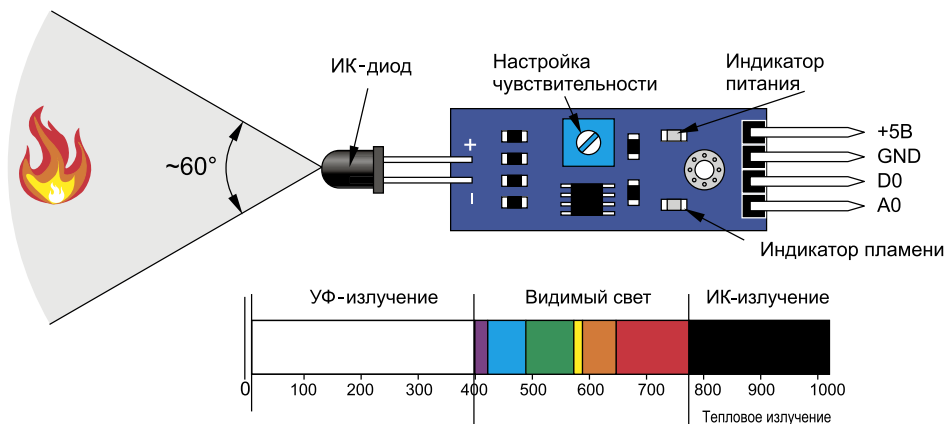 ИК-диод
Настройка
чувствительности
Индикатор
питания
~60°
+
–
+5В
GND
D0
A0
Индикатор пламени
УФ-излучение
Видимый свет
ИК-излучение
0
100
200
300
400
500
600
700
800
900
1000
Тепловое излучение